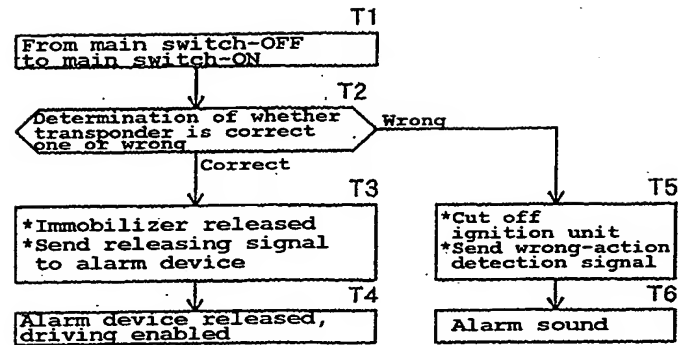 T1
From main switch-OFF
to main switch-ON
T2
Determination of whether
transponder is correct
one or wrong
Wrong
Correct
T3
*Immobilizer released
*Send releasing signal
to alarm device
T5
*Cut off
ignition unit
*Send wrong-action
detection signal
T4
Alarm device released,
driving enabled
T6
Alarm sound